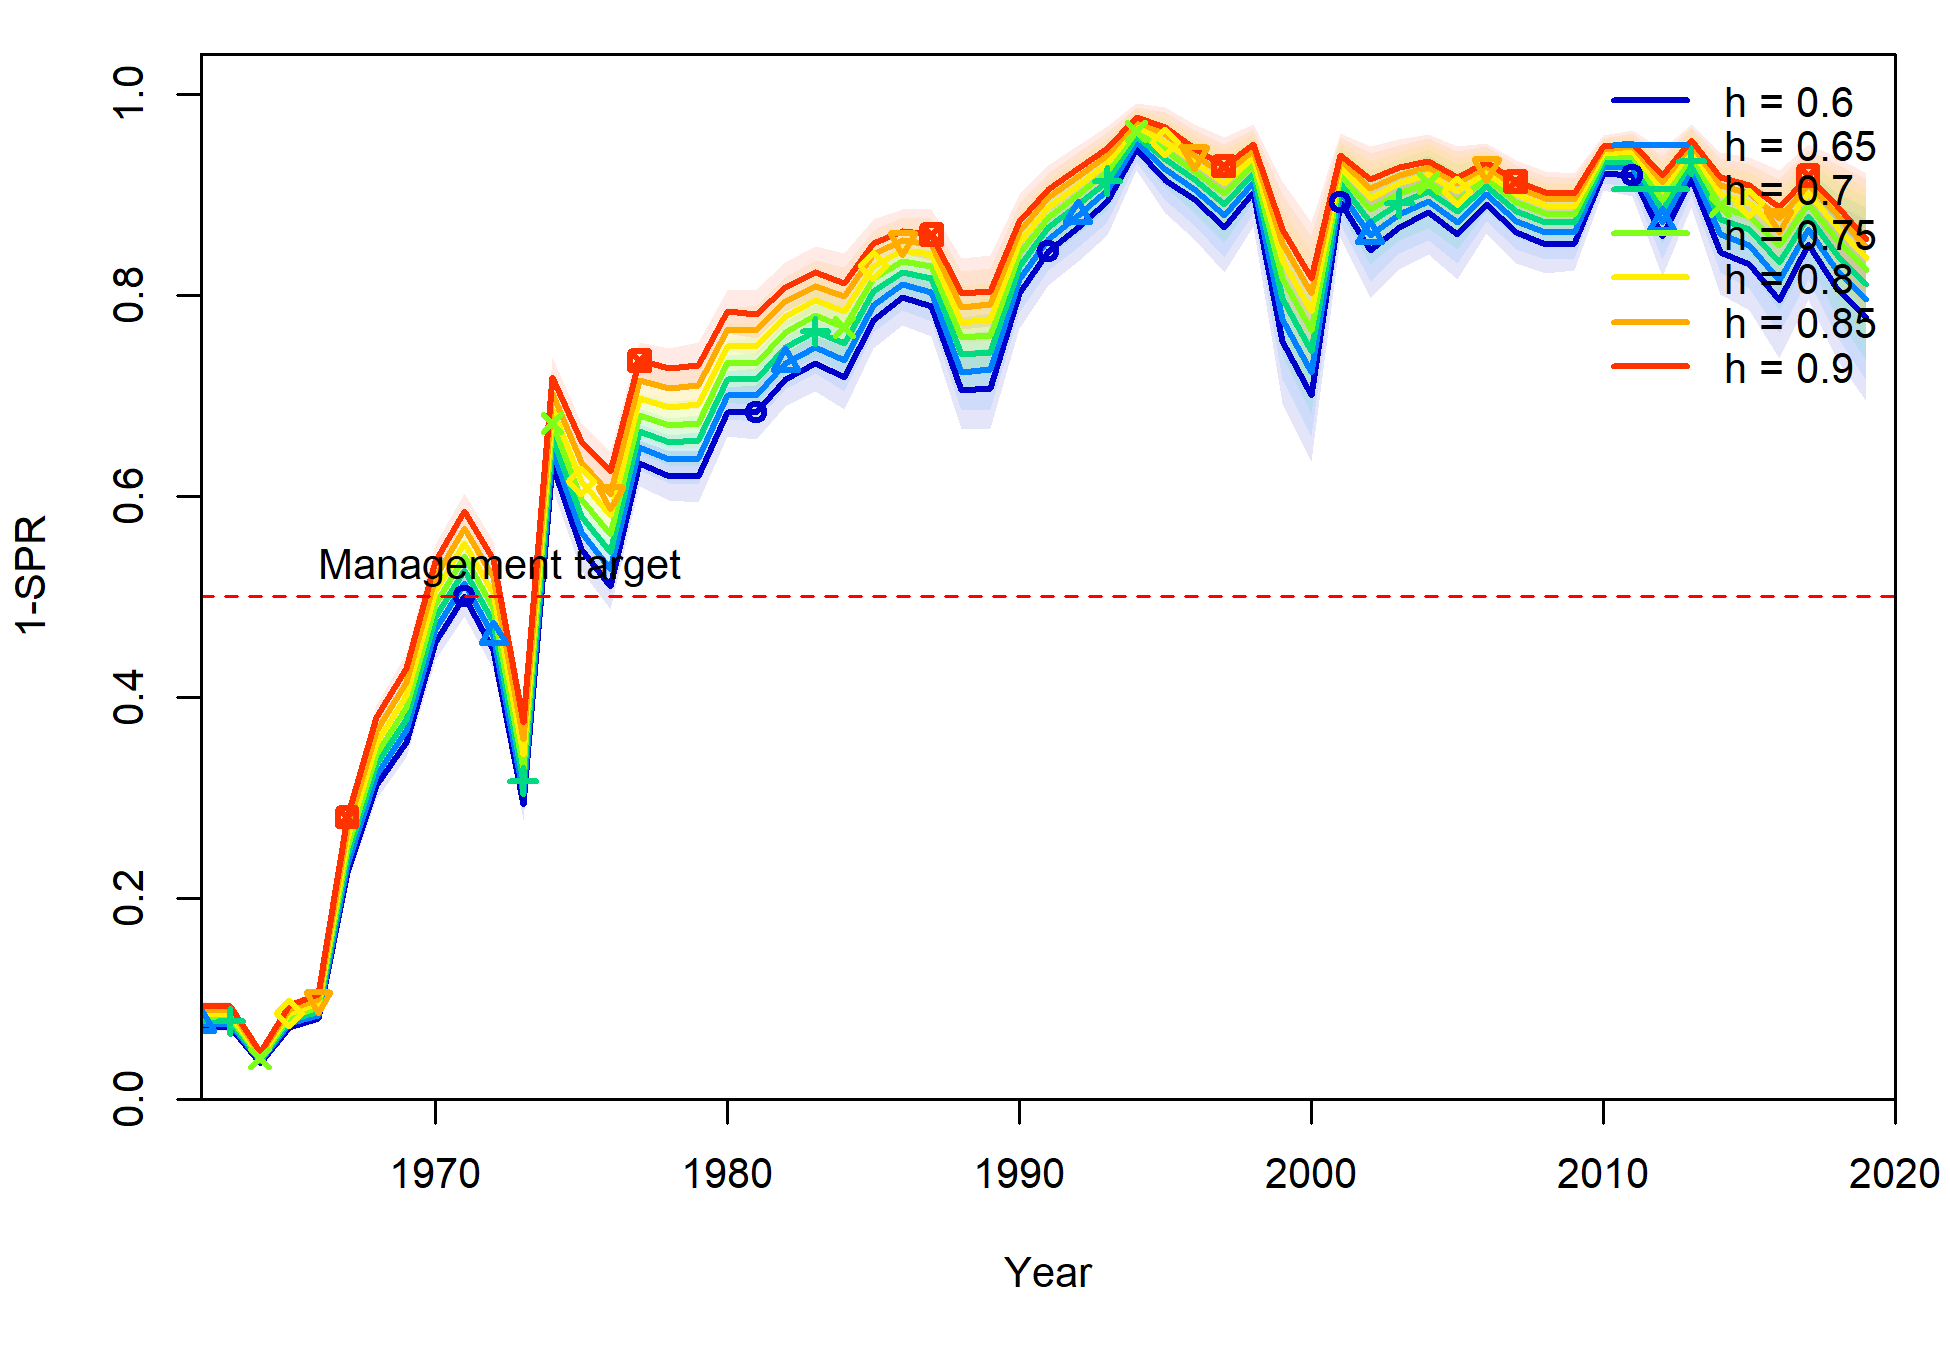 1.0
0.8
0.6
0.4
0.2
0.0
1-SPR
h = 0.6
h = 0.65
h = 0.7
h = 0.75
h = 0.8
h = 0.85
h = 0.9
Management target
1970 1980 1990 2000 2010 2020
Year